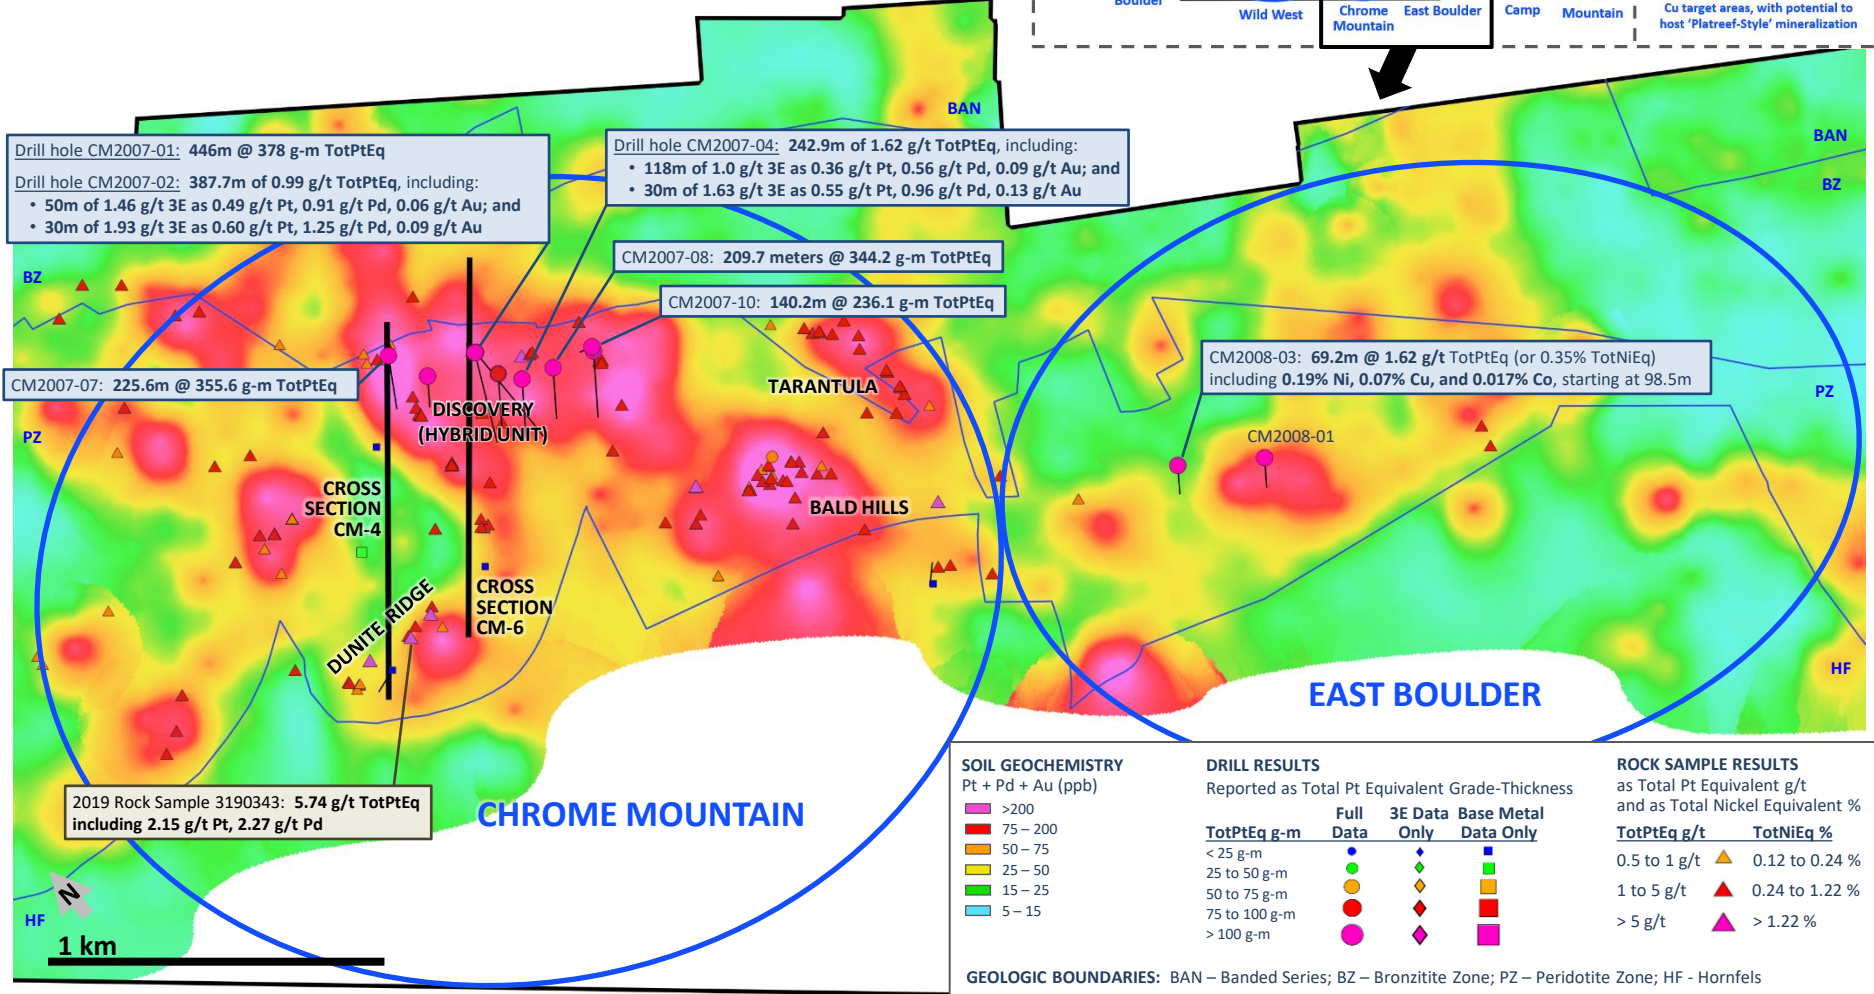 Boulder
Wild West
Chrome
Mountain
East Boulder
Camp
Mountain
Cu target areas, with potential to
host ‘Platreef-Style’ mineralization
BAN
BAN
BZ
Drill hole CM2007-01: 446m @ 378 g-m TotPtEq
Drill hole CM2007-02: 387.7m of 0.99 g/t TotPtEq, including:
• 50m of 1.46 g/t 3E as 0.49 g/t Pt, 0.91 g/t Pd, 0.06 g/t Au; and
• 30m of 1.93 g/t 3E as 0.60 g/t Pt, 1.25 g/t Pd, 0.09 g/t Au
Drill hole CM2007-04: 242.9m of 1.62 g/t TotPtEq, including:
• 118m of 1.0 g/t 3E as 0.36 g/t Pt, 0.56 g/t Pd, 0.09 g/t Au; and
• 30m of 1.63 g/t 3E as 0.55 g/t Pt, 0.96 g/t Pd, 0.13 g/t Au
CM2007-08: 209.7 meters @ 344.2 g-m TotPtEq
BZ
CM2007-10: 140.2m @ 236.1 g-m TotPtEq
CM2007-07: 225.6m @ 355.6 g-m TotPtEq
CM2008-03: 69.2m @ 1.62 g/t TotPtEq (or 0.35% TotNiEq)
including 0.19% Ni, 0.07% Cu, and 0.017% Co, starting at 98.5m
TARANTULA
PZ
DISCOVERY
(HYBRID UNIT)
PZ
CM2008-01
CROSS
SECTION
CM-4
BALD HILLS
DUNITE RIDGE
CROSS
SECTION
CM-6
HF
EAST BOULDER
2019 Rock Sample 3190343: 5.74 g/t TotPtEq
including 2.15 g/t Pt, 2.27 g/t Pd
CHROME MOUNTAIN
N
HF
1 km
SOIL GEOCHEMISTRY
Pt + Pd + Au (ppb)
>200
75 – 200
50 – 75
25 – 50
15 – 25
5 – 15
DRILL RESULTS
Reported as Total Pt Equivalent Grade-Thickness
TotPtEq g-m
Full
Data
3E Data
Only
Base Metal
Data Only
< 25 g-m
25 to 50 g-m
50 to 75 g-m
75 to 100 g-m
> 100 g-m
ROCK SAMPLE RESULTS
as Total Pt Equivalent g/t
and as Total Nickel Equivalent %
TotPtEq g/t TotNiEq %
0.5 to 1 g/t 0.12 to 0.24 %
1 to 5 g/t 0.24 to 1.22 %
> 5 g/t > 1.22 %
GEOLOGIC BOUNDARIES: BAN – Banded Series; BZ – Bronzitite Zone; PZ – Peridotite Zone; HF - Hornfels